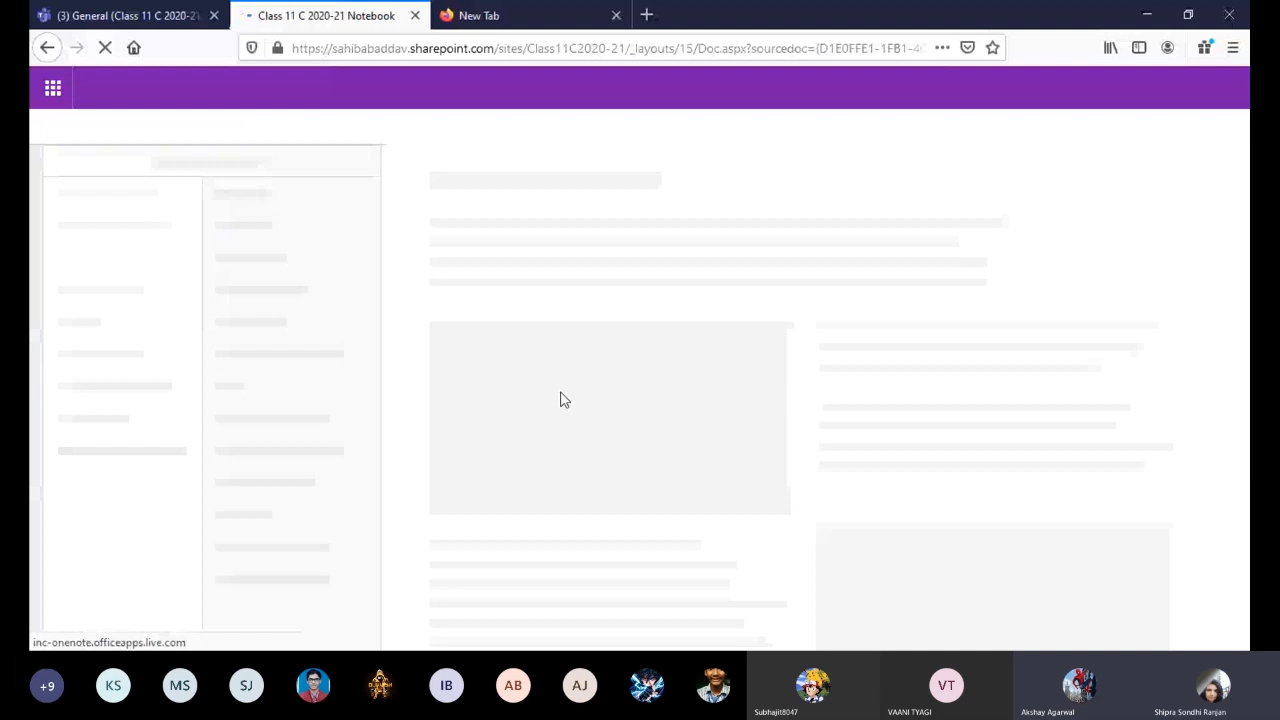 (3) General (Class 11 C 2020-21
Class 11 C 2020-21 Notebook
New Tab
https://sahibabaddav.sharepoint.com/sites/Class11C2020-21/_layouts/15/Doc.aspx?sourcedoc={D1E0FFE1-1FB1-4
inc-onenote.officeapps.live.com
+9
KS
MS
SJ
IB
AB
AJ
VT
Subhajit8047
VAANI TYAGI
Akshay Agarwal
Shipra Sondhi Ranjan